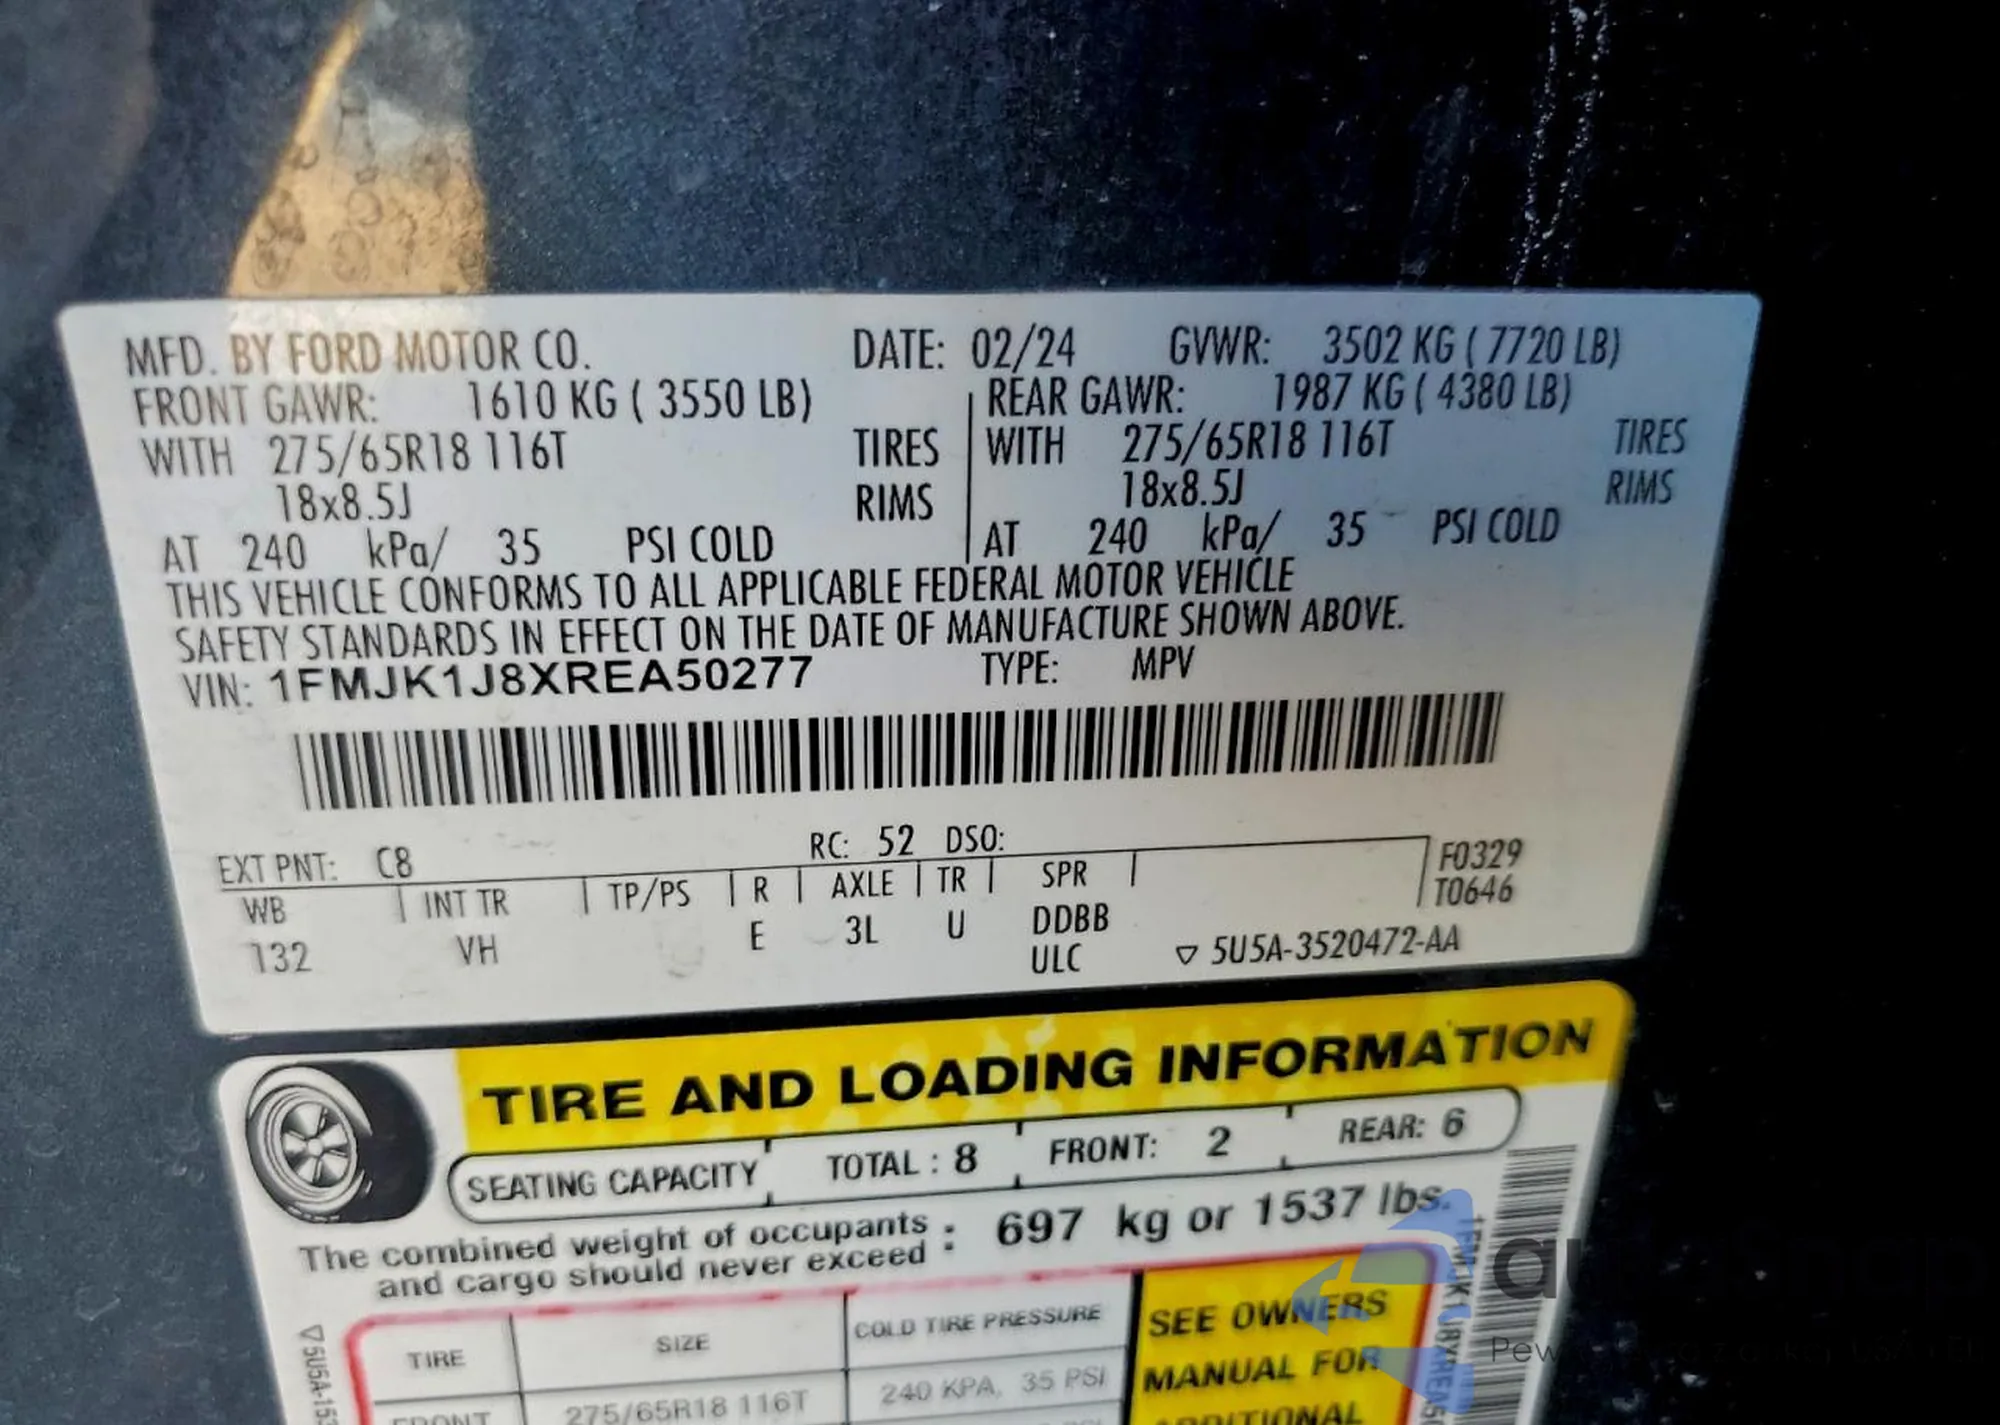 MFD. BY FORD MOTOR CO. DATE: 02/24 GVWR: 3502 KG ( 7720 LB)
FRONT GAWR: 1610 KG ( 3550 LB) REAR GAWR: 1987 KG ( 4380 LB)
WITH 275/65R18 116T TIRES WITH 275/65R18 116T TIRES
18x8.5J RIMS 18x8.5J RIMS
AT 240 kPa/ 35 PSI COLD AT 240 kPa/ 35 PSI COLD
THIS VEHICLE CONFORMS TO ALL APPLICABLE FEDERAL MOTOR VEHICLE
SAFETY STANDARDS IN EFFECT ON THE DATE OF MANUFACTURE SHOWN ABOVE.
VIN: 1FMJK1J8XREA50277 TYPE: MPV
EXT PNT: C8 RC: 52 DSO:
WB INT TR TP/PS R AXLE TR SPR F0329
T0646
132 VH E 3L U DDBB
ULC ▽ 5U5A-3520472-AA
TIRE AND LOADING INFORMATION
SEATING CAPACITY TOTAL : 8 FRONT: 2 REAR: 6
The combined weight of occupants : 697 kg or 1537 lbs.
and cargo should never exceed
TIRE SIZE COLD TIRE PRESSURE SEE OWNERS
MANUAL FOR
FRONT 275/65R18 116T 240 KPA, 35 PSI ADDITIONAL